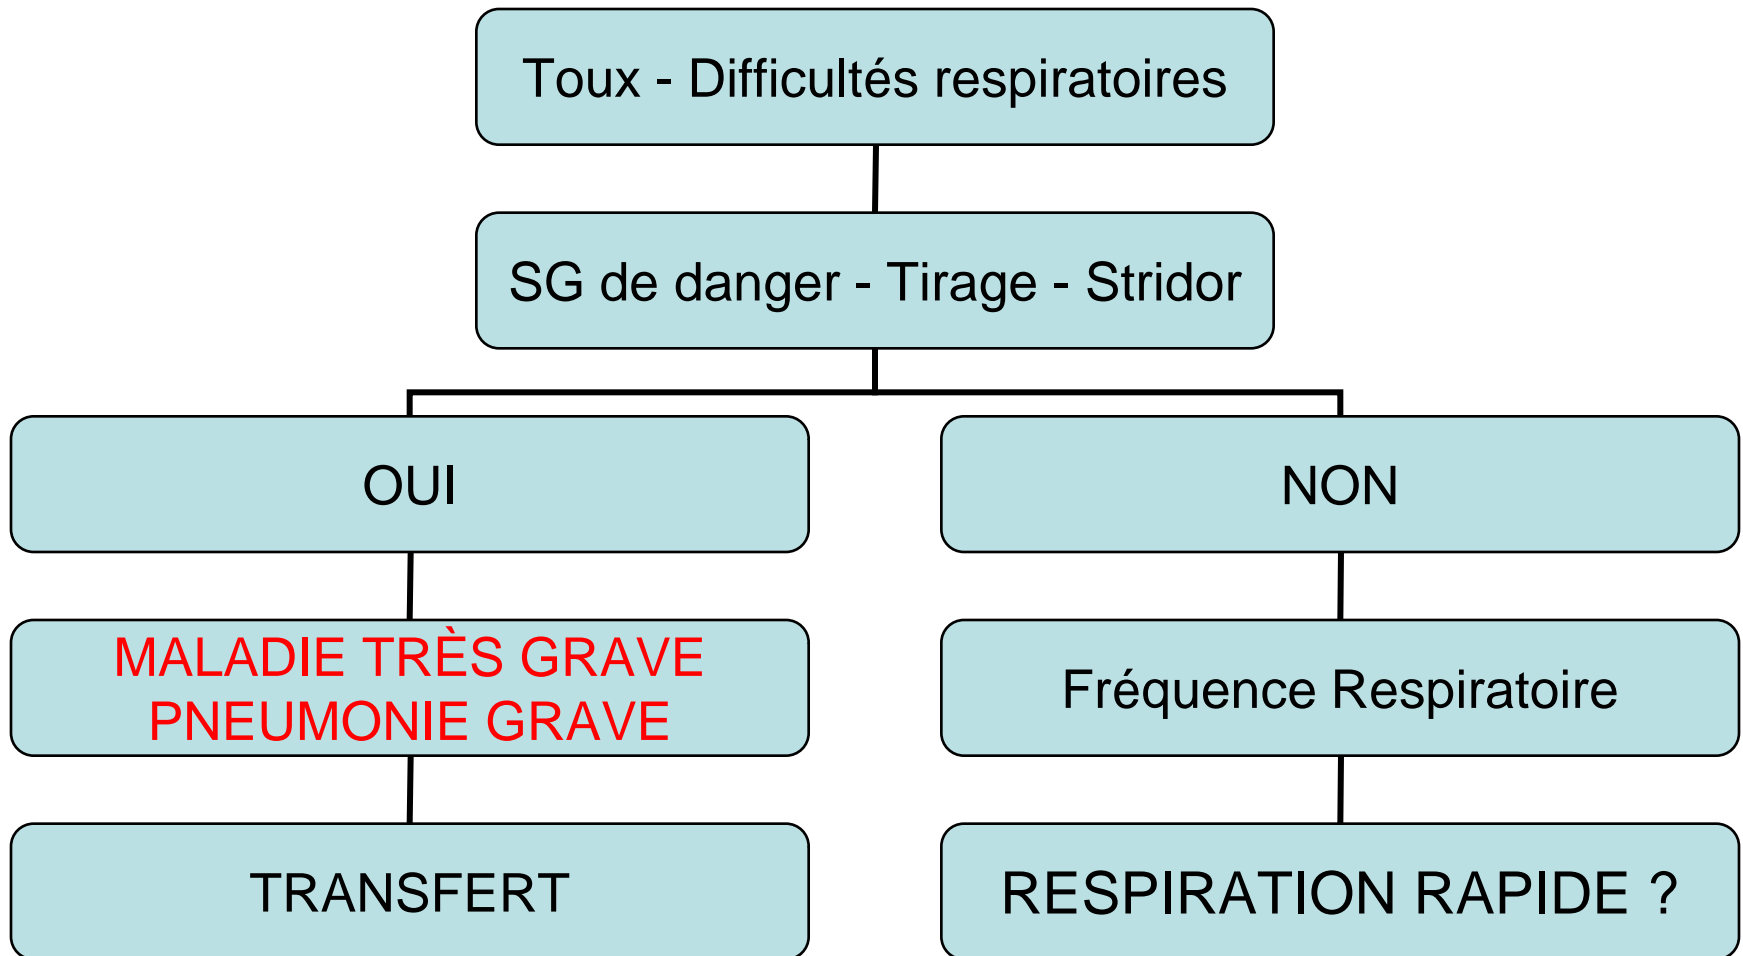 Toux - Difficultés respiratoires
SG de danger - Tirage - Stridor
OUI
NON
MALADIE TRÈS GRAVE
PNEUMONIE GRAVE
Fréquence Respiratoire
TRANSFERT
RESPIRATION RAPIDE ?